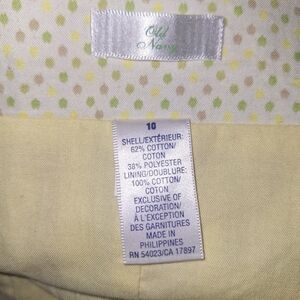 Old
Navy
10
SHELL/EXTÉRIEUR:
62% COTTON/
COTON
38% POLYESTER
LINING/DOUBLURE:
100% COTTON/
COTON
EXCLUSIVE OF
DECORATION/
À L'EXCEPTION
DES GARNITURES
MADE IN
PHILIPPINES
RN 54023/CA 17897